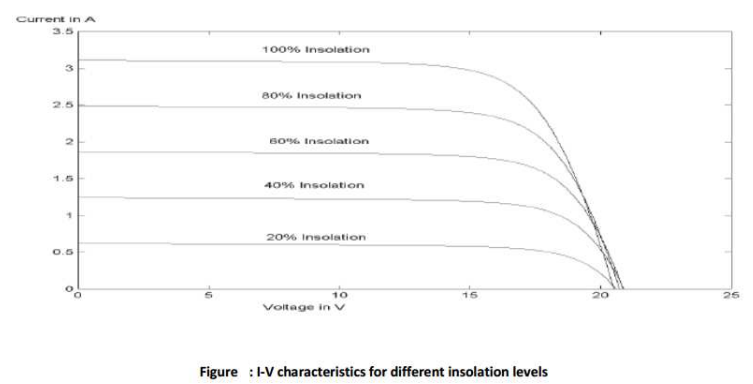 Current in A
3.5
100% Insolation
3
80% Insolation
2.5
2
60% Insolation
1.5
40% Insolation
1
20% Insolation
0.5
0
0 5 10 15 20 25
Voltage in V
Figure : I-V characteristics for different insolation levels